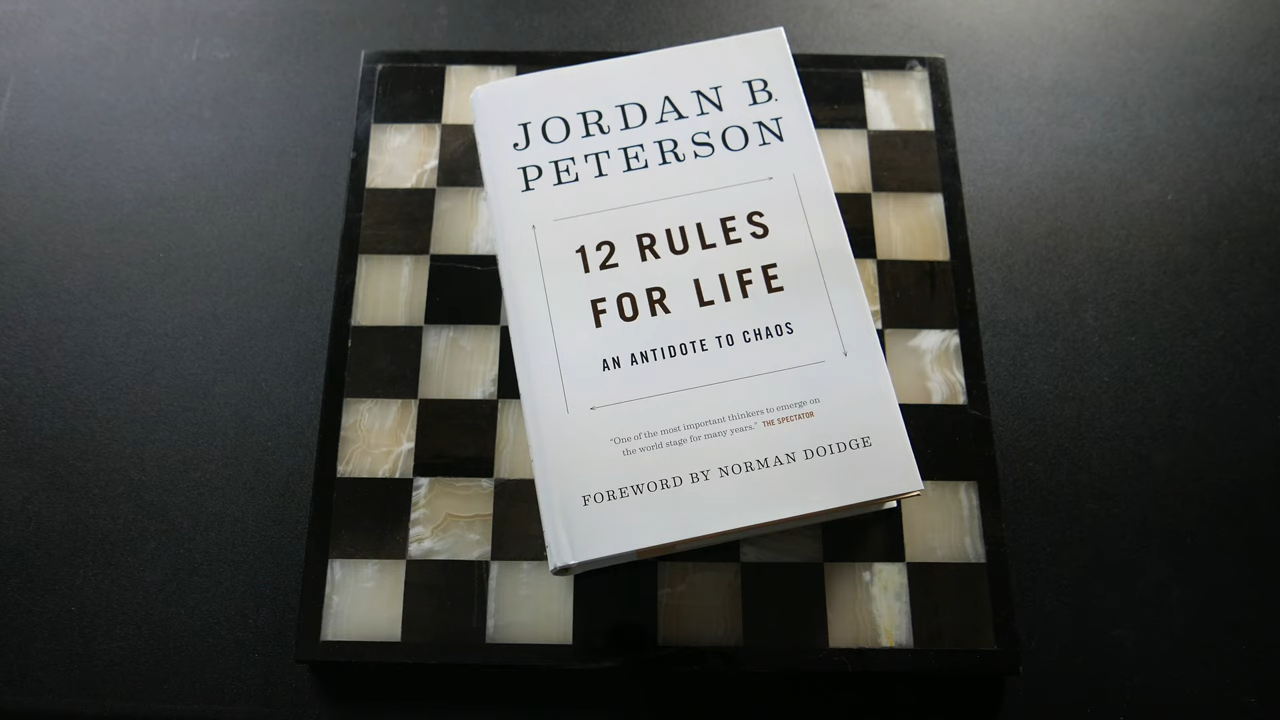 JORDAN B.
PETERSON
12 RULES
FOR LIFE
AN ANTIDOTE TO CHAOS
“One of the most important thinkers to emerge on
the world stage for many years.” THE SPECTATOR
FOREWORD BY NORMAN DOIDGE